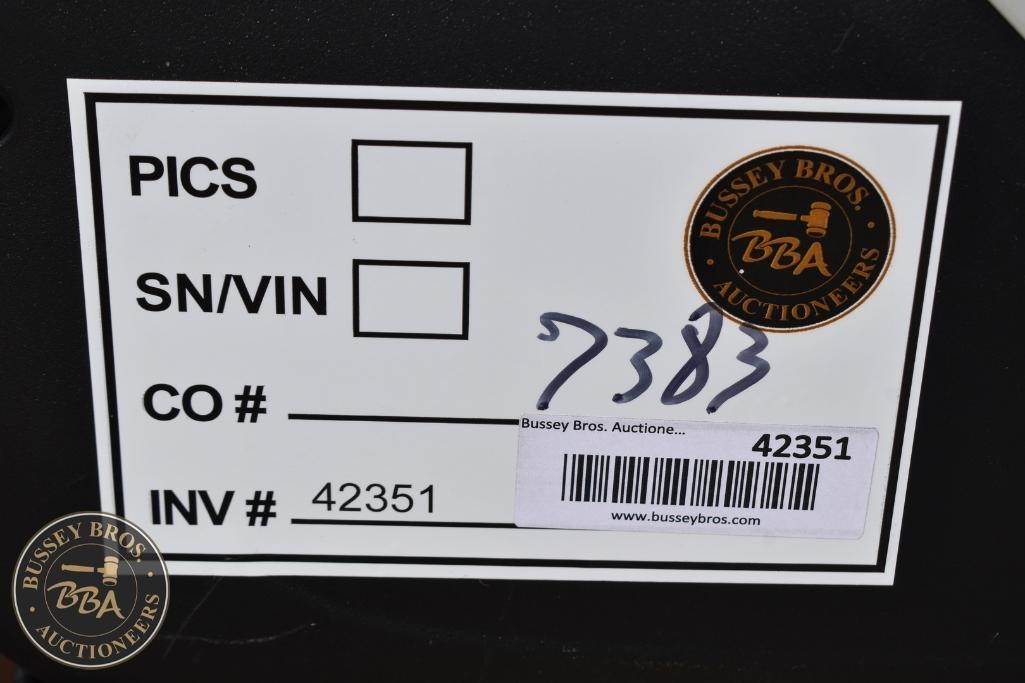 PICS
BUSSEY BROS.
BBA
AUCTIONEERS
SN/VIN
7383
CO #
Bussey Bros. Auctione...
42351
INV # 42351
www.busseybros.com
BUSSEY BROS.
BBA
AUCTIONEERS